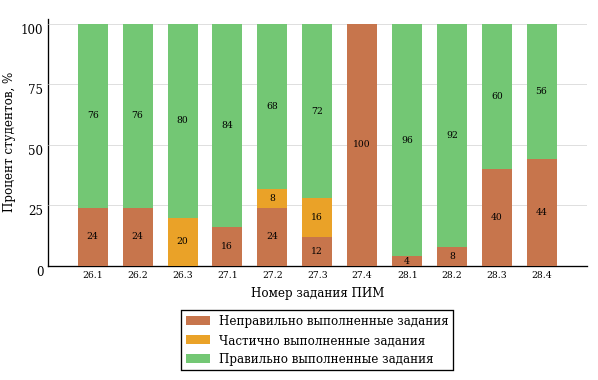 Процент студентов, %
100
75
50
25
0
76 76 80 84 68 72 100 96 92 60 56
8 16
24 24 20 16 24 12 4 8 40 44
26.1 26.2 26.3 27.1 27.2 27.3 27.4 28.1 28.2 28.3 28.4
Номер задания ПИМ
Неправильно выполненные задания
Частично выполненные задания
Правильно выполненные задания